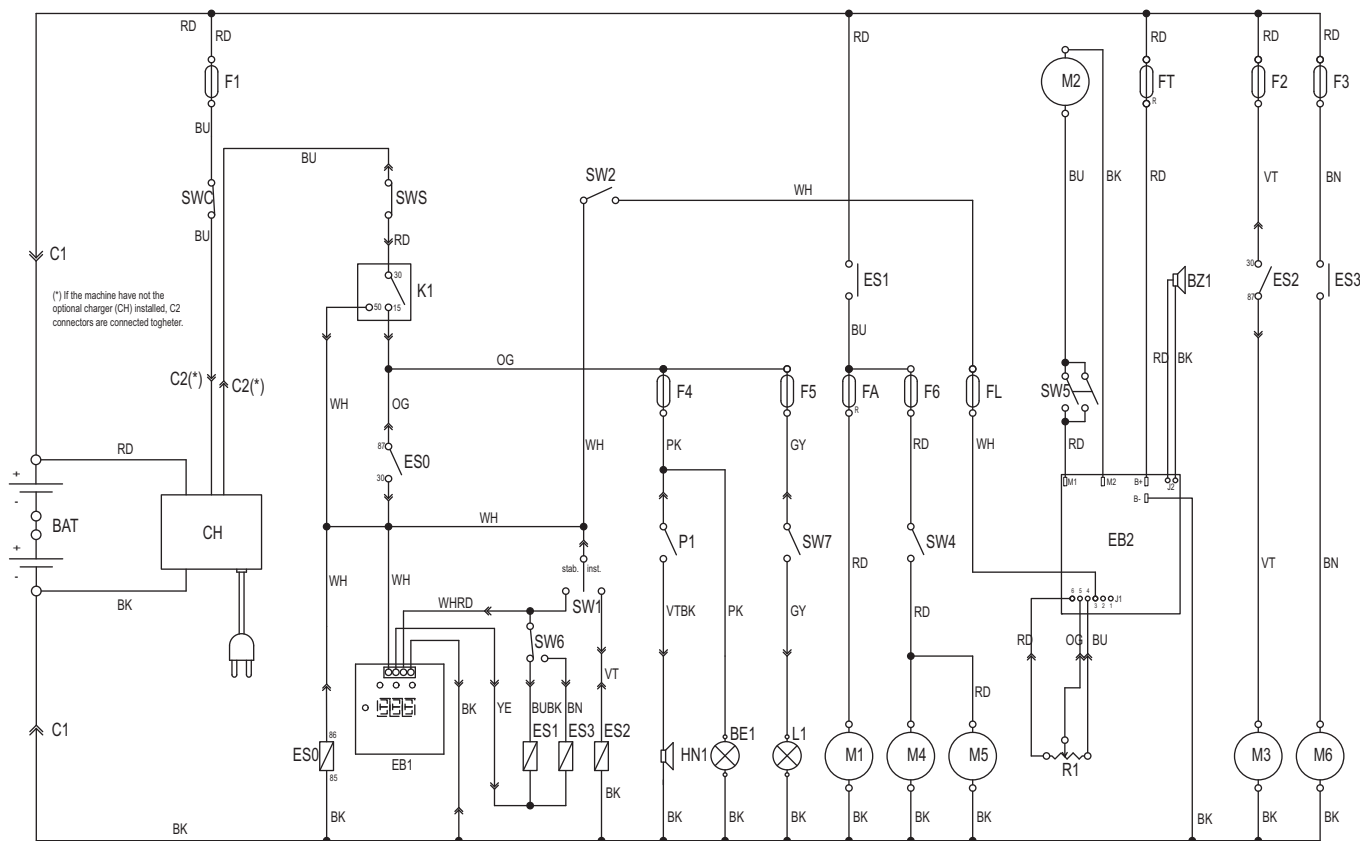 RD RD RD RD RD RD
F1 M2 FT F2 F3
R
BU BU SW2 WH BU BK RD VT BN
SWC SWS
BU RD
C1 30 ES1 30 ES2 ES3
K1 BZ1 87
(*) If the machine have not the
optional charger (CH) installed, C2
connectors are connected togheter.
50 15 BU
OG RD BK
C2(*) C2(*)
F4 F5 FA F6 FL SW5
R
WH OG WH PK GY RD WH RD
87
RD ES0
30 M1 M2 B+ J2
B-
+
-
BAT CH WH P1 SW7 SW4 EB2
+
-
stab. inst.
WH WH SW1 RD VT BN
WH
BK WHRD VTBK PK GY RD 6 5 4 3 2 1 J1
SW6 RD OG BU
VT RD
BK YE BUBK BN
C1 86 ES1 ES3 ES2 HN1 BE1 L1 M1 M4 M5 M3 M6
ES0 R1
85 EB1
BK BK BK BK BK BK BK BK BK BK BK BK BK